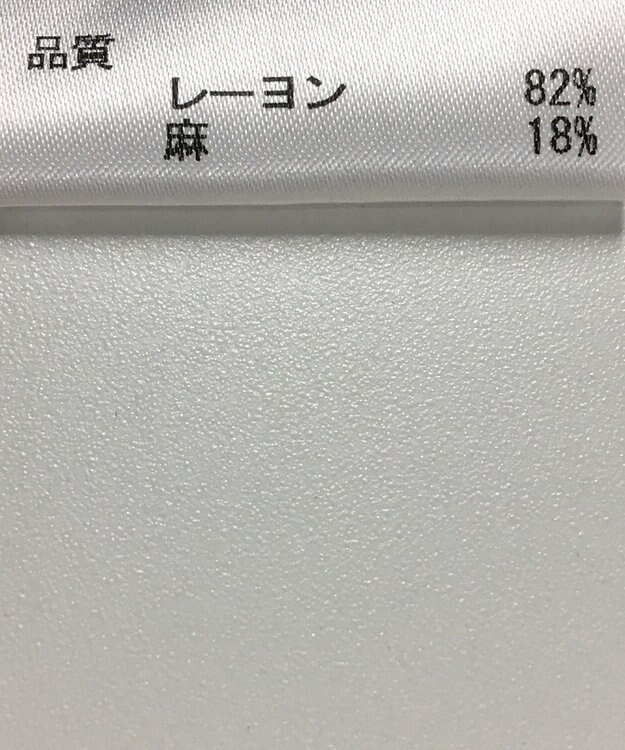 品質
レーヨン 82%
麻 18%